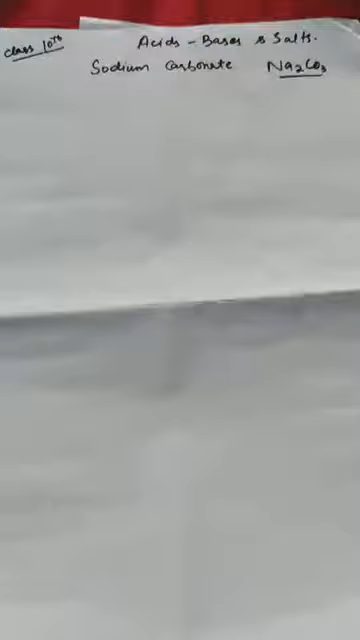 class 10th
Acids - Bases & Salts.
Sodium Carbonate Na2CO3